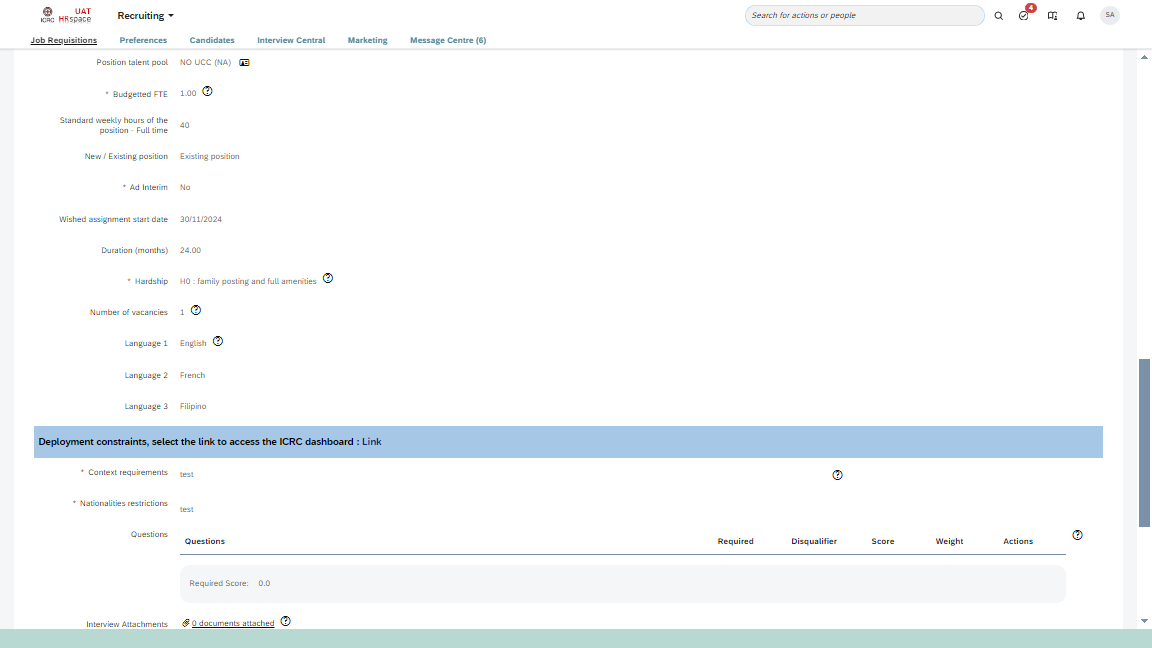 ICRC
UAT
HRspace
Recruiting
Search for actions or people
4
SA
Job Requisitions
Preferences
Candidates
Interview Central
Marketing
Message Centre (6)
Position talent pool
NO UCC (NA)
* Budgetted FTE
1.00
Standard weekly hours of the
position - Full time
40
New / Existing position
Existing position
* Ad Interim
No
Wished assignment start date
30/11/2024
Duration (months)
24.00
* Hardship
H0 : family posting and full amenities
Number of vacancies
1
Language 1
English
Language 2
French
Language 3
Filipino
Deployment constraints, select the link to access the ICRC dashboard : Link
* Context requirements
test
* Nationalities restrictions
test
Questions
Questions
Required
Disqualifier
Score
Weight
Actions
Required Score: 0.0
Interview Attachments
0 documents attached